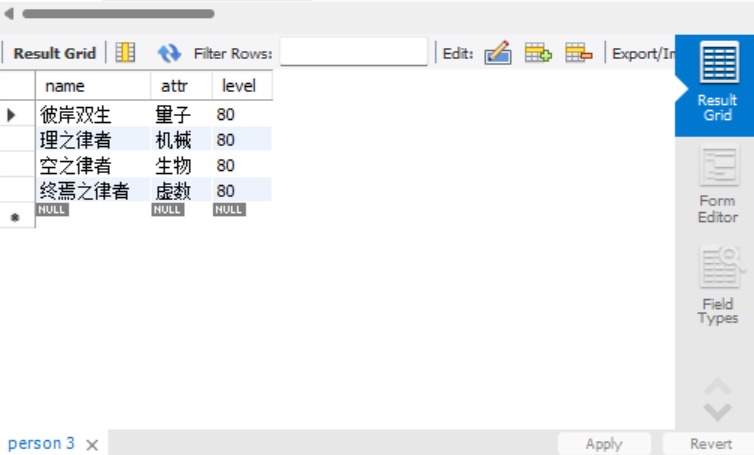 Result Grid Filter Rows: Edit: Export/Im
name attr level
彼岸双生 量子 80
理之律者 机械 80
空之律者 生物 80
终焉之律者 虚数 80
NULL NULL NULL
Result
Grid
Form
Editor
Field
Types
person 3
Apply Revert